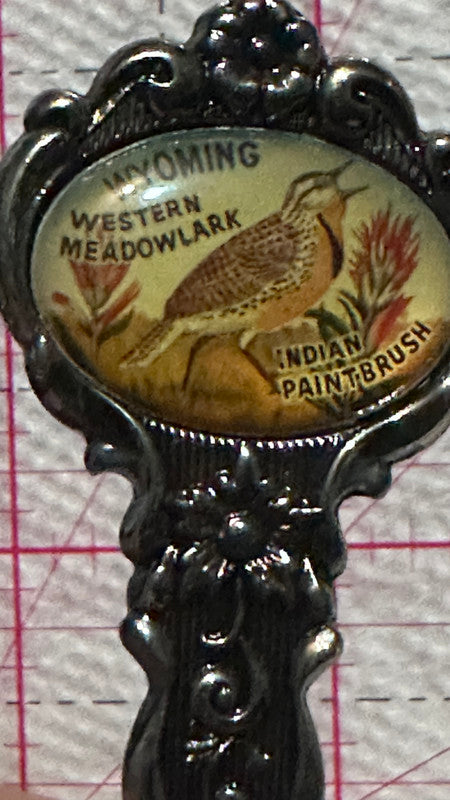 WYOMING
WESTERN
MEADOWLARK
INDIAN
PAINTBRUSH